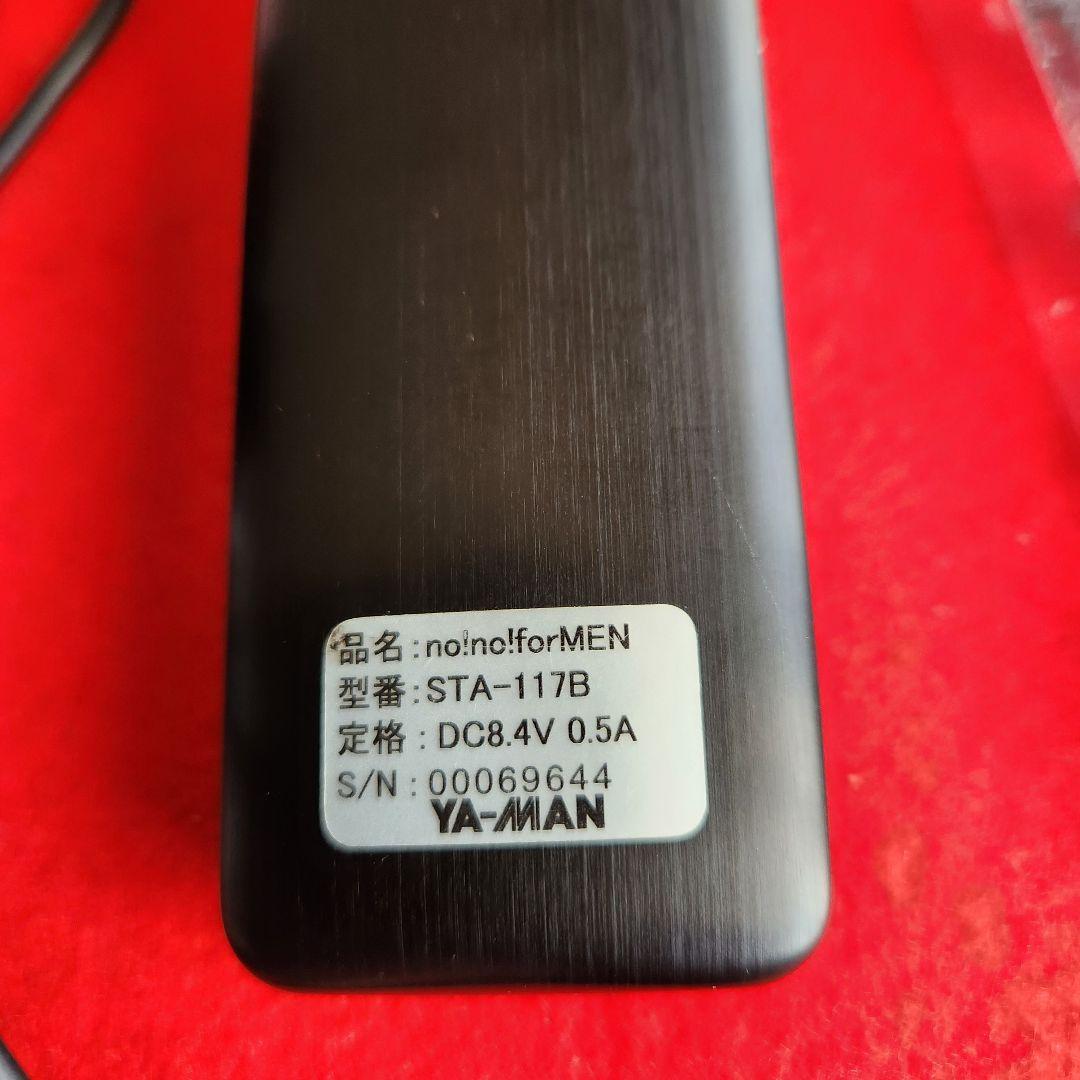 品名:no!no!forMEN
型番:STA-117B
定格:DC8.4V 0.5A
S/N:00069644
YA-MAN